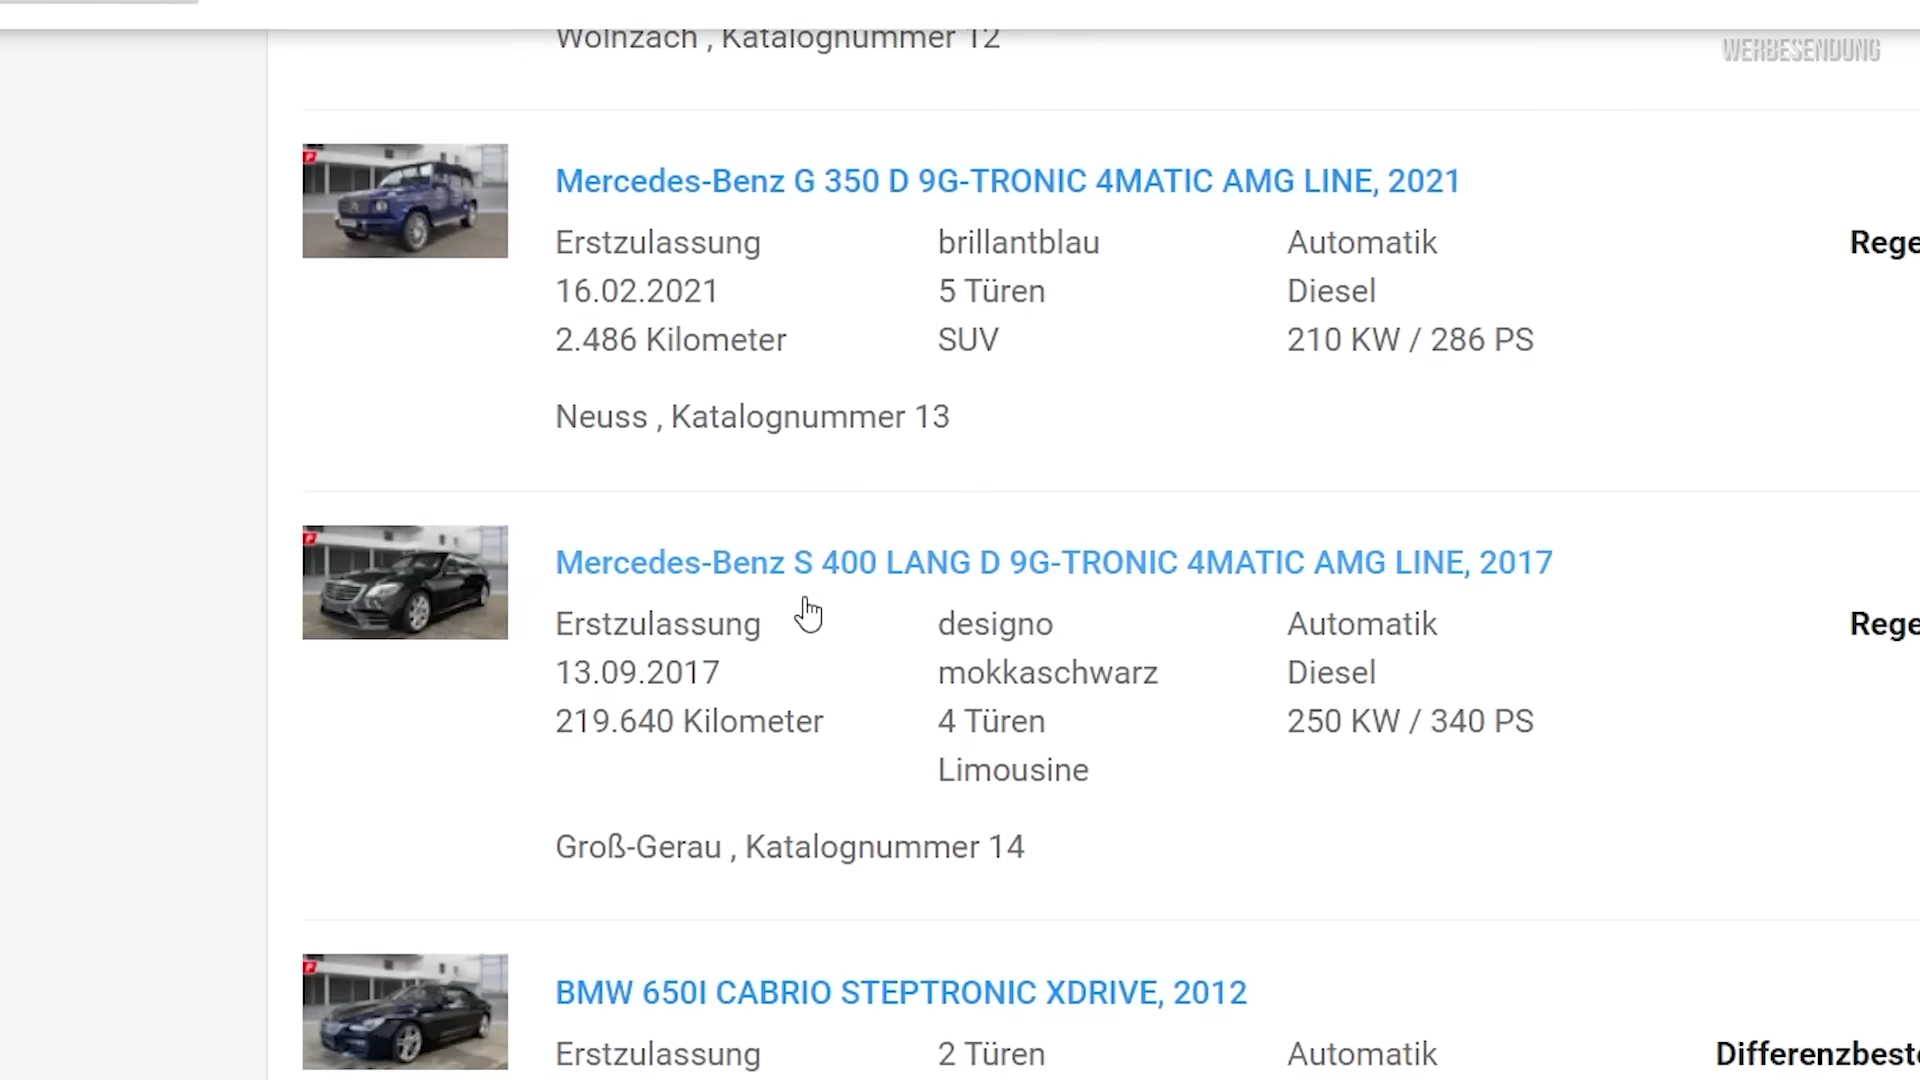 Wolnzach , Katalognummer 12
WERBESENDUNG
Mercedes-Benz G 350 D 9G-TRONIC 4MATIC AMG LINE, 2021
Erstzulassung brillantblau Automatik Rege
16.02.2021 5 Türen Diesel
2.486 Kilometer SUV 210 KW / 286 PS
Neuss , Katalognummer 13
Mercedes-Benz S 400 LANG D 9G-TRONIC 4MATIC AMG LINE, 2017
Erstzulassung designo Automatik Rege
13.09.2017 mokkaschwarz Diesel
219.640 Kilometer 4 Türen 250 KW / 340 PS
Limousine
Groß-Gerau , Katalognummer 14
BMW 650I CABRIO STEPTRONIC XDRIVE, 2012
Erstzulassung 2 Türen Automatik Differenzbeste